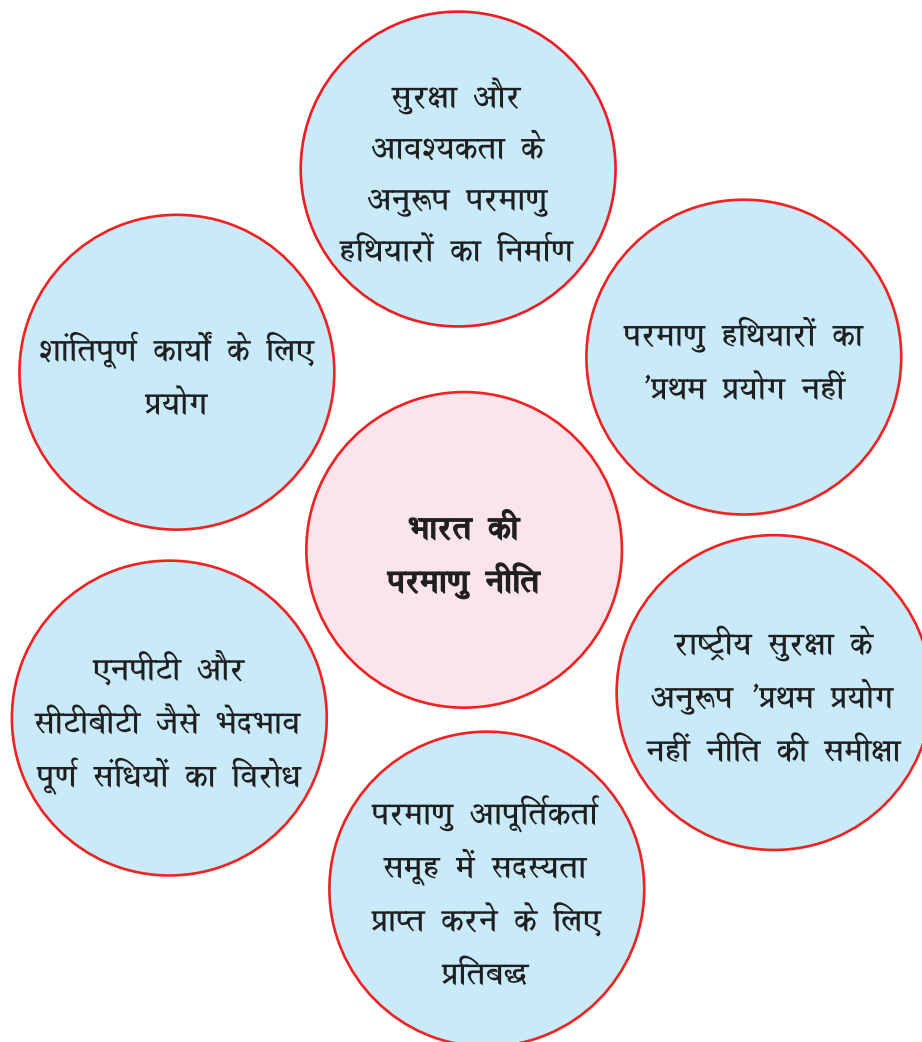 सुरक्षा और
आवश्यकता के
अनुरूप परमाणु
हथियारों का निर्माण
परमाणु हथियारों का
'प्रथम प्रयोग नहीं
राष्ट्रीय सुरक्षा के
अनुरूप 'प्रथम प्रयोग
नहीं नीति की समीक्षा
परमाणु आपूर्तिकर्ता
समूह में सदस्यता
प्राप्त करने के लिए
प्रतिबद्ध
एनपीटी और
सीटीबीटी जैसे भेदभाव
पूर्ण संधियों का विरोध
शांतिपूर्ण कार्यों के लिए
प्रयोग
भारत की
परमाणु नीति